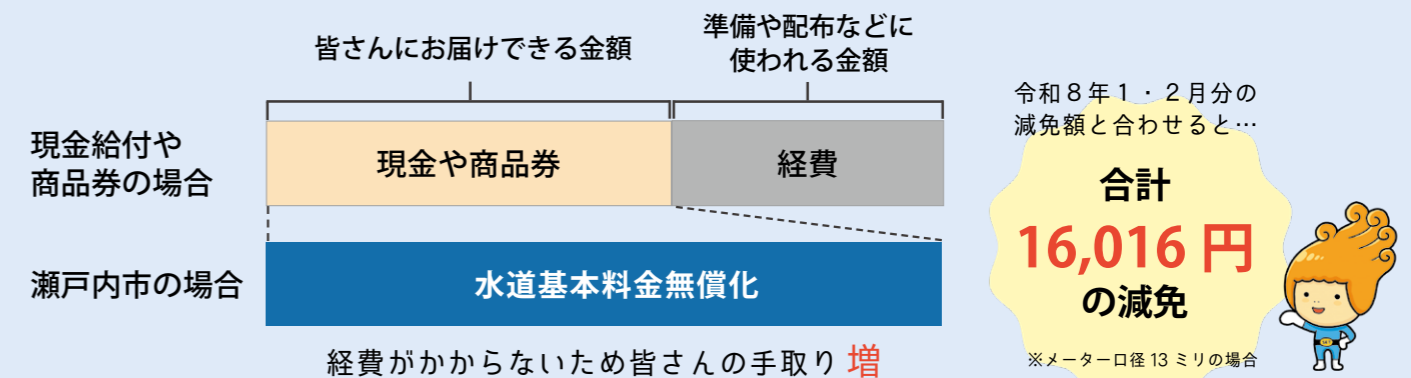 皆さんにお届けできる金額
準備や配布などに
使われる金額
現金給付や
商品券の場合
現金や商品券
経費
瀬戸内市の場合
水道基本料金無償化
経費がかからないため皆さんの手取り 増
令和８年１・２月分の
減免額と合わせると…
合計
16,016 円
の減免
※メーター口径 13 ミリの場合